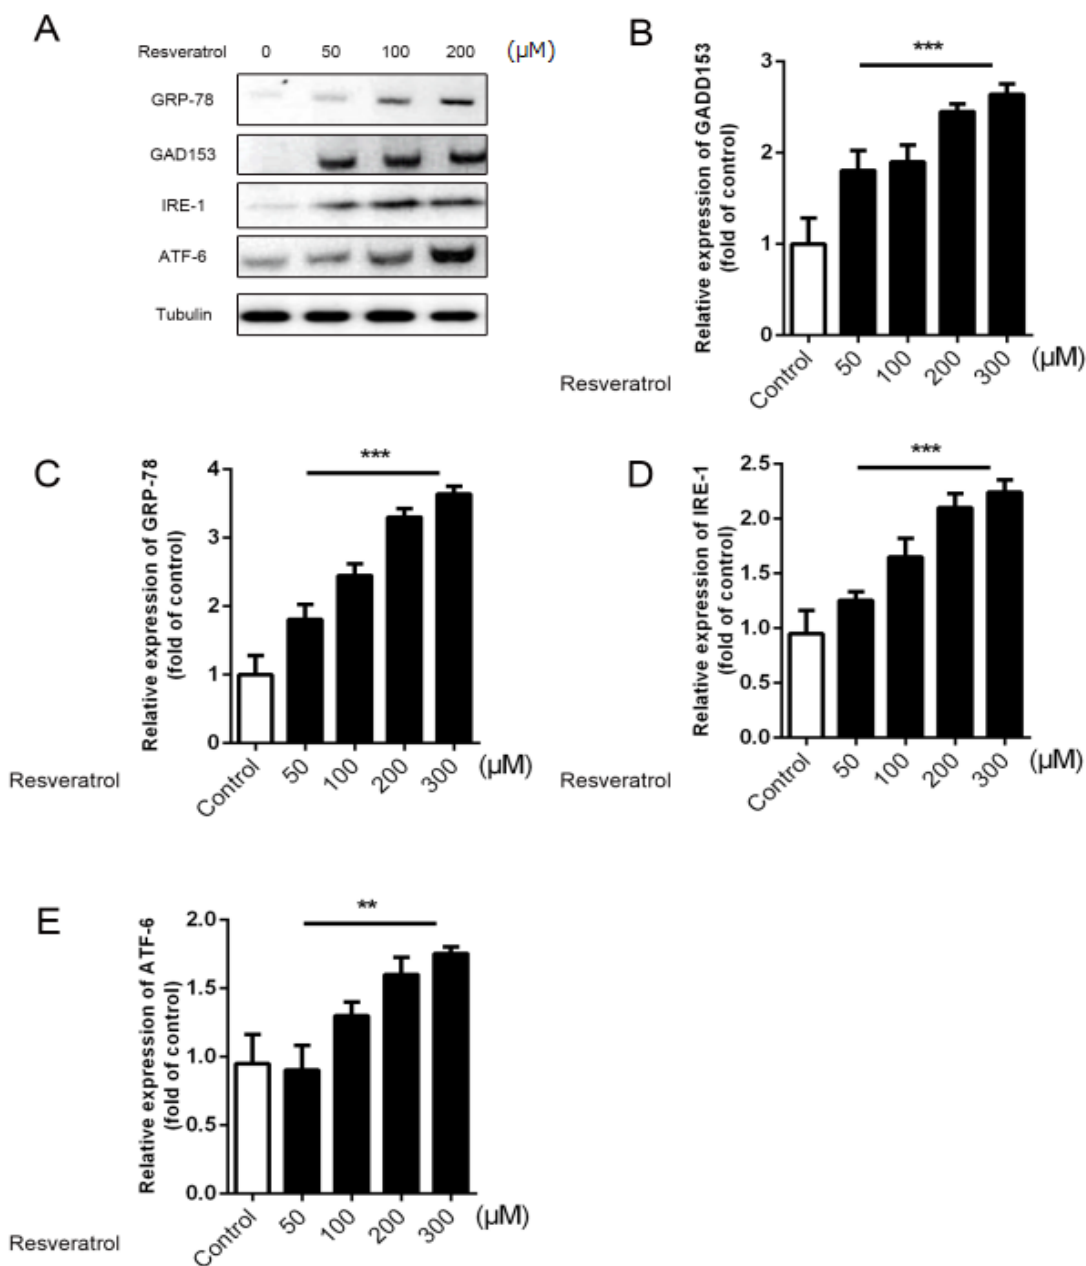 A
Resveratrol 0 50 100 200 (μM)
GRP-78
GAD153
IRE-1
ATF-6
Tubulin
B
***
Relative expression of GADD153
(fold of control)
3
2
1
0
Control 50 100 200 300 (μM)
Resveratrol
C
***
Relative expression of GRP-78
(fold of control)
4
3
2
1
0
Control 50 100 200 300 (μM)
Resveratrol
D
***
Relative expression of IRE-1
(fold of control)
2.5
2.0
1.5
1.0
0.5
0.0
Control 50 100 200 300 (μM)
Resveratrol
E
**
Relative expression of ATF-6
(fold of control)
2.0
1.5
1.0
0.5
0.0
Control 50 100 200 300 (μM)
Resveratrol